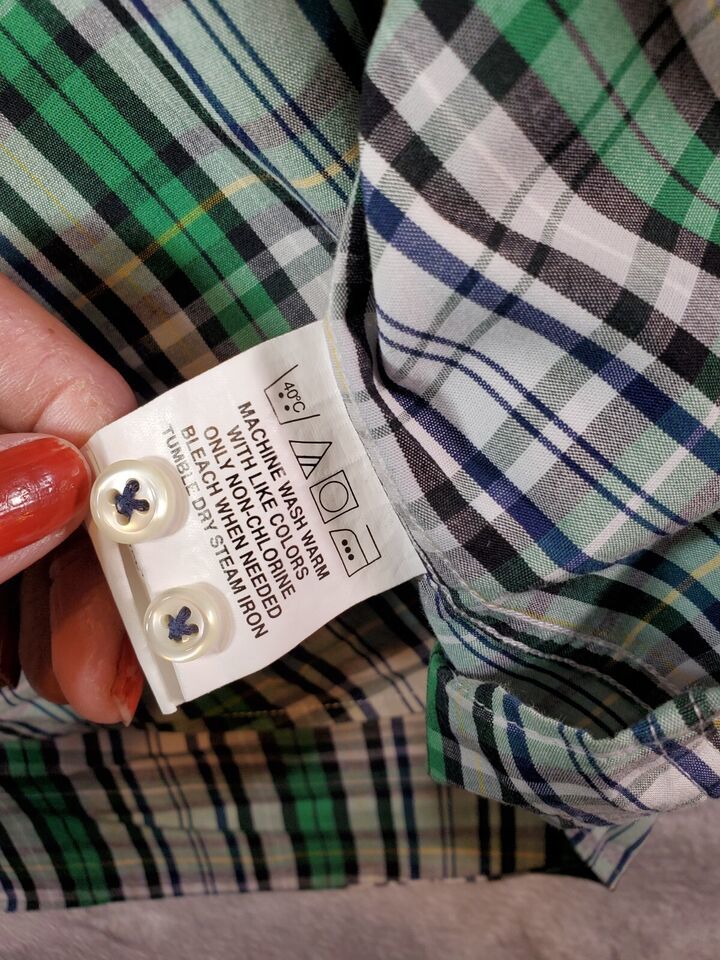 40°C
MACHINE WASH WARM
WITH LIKE COLORS
ONLY NON-CHLORINE
BLEACH WHEN NEEDED
TUMBLE DRY STEAM IRON